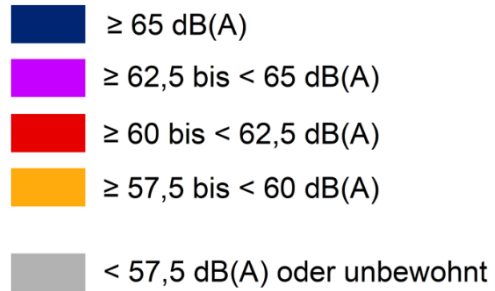 ≥ 65 dB(A)
≥ 62,5 bis < 65 dB(A)
≥ 60 bis < 62,5 dB(A)
≥ 57,5 bis < 60 dB(A)
< 57,5 dB(A) oder unbewohnt